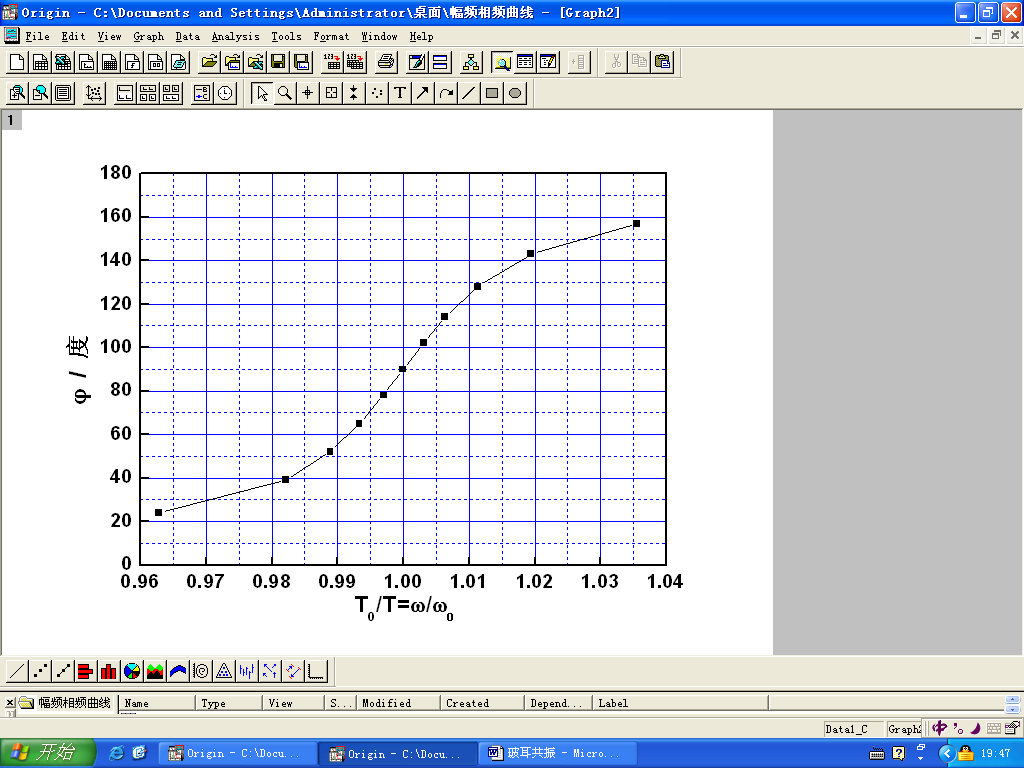 Origin - C:\Documents and Settings\Administrator\桌面\幅频相频曲线 - [Graph2]
File Edit View Graph Data Analysis Tools Format Window Help
1
180
160
140
120
100
80
60
40
20
0
φ / 度
0.96 0.97 0.98 0.99 1.00 1.01 1.02 1.03 1.04
T0/T=ω/ω0
幅频相频曲线 Name Type View S... Modified Created Depend... Label
Data1_C Graph2 中
开始 Origin - C:\Docu... Origin - C:\Docu... 玻耳共振 - Micro... 19:47